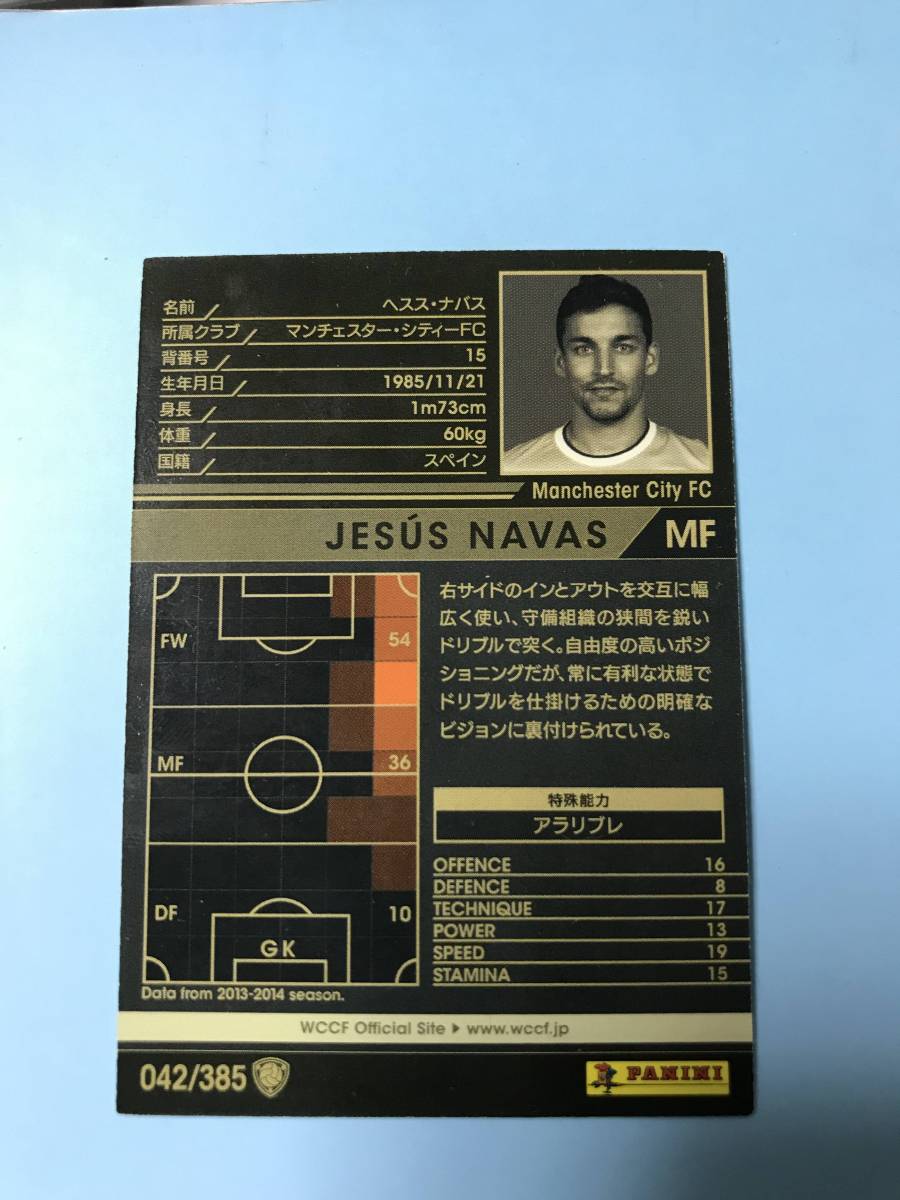 名前 ヘスス・ナバス
所属クラブ マンチェスター・シティーFC
背番号 15
生年月日 1985/11/21
身長 1m73cm
体重 60kg
国籍 スペイン
Manchester City FC
JESÚS NAVAS MF
FW 54
MF 36
DF 10
GK
Data from 2013-2014 season.
右サイドのインとアウトを交互に幅
広く使い、守備組織の狭間を鋭い
ドリブルで突く。自由度の高いポジ
ショニングだが、常に有利な状態で
ドリブルを仕掛けるための明確な
ビジョンに裏付けられている。
特殊能力
アラリブレ
OFFENCE 16
DEFENCE 8
TECHNIQUE 17
POWER 13
SPEED 19
STAMINA 15
WCCF Official Site ▶ www.wccf.jp
042/385
PANINI